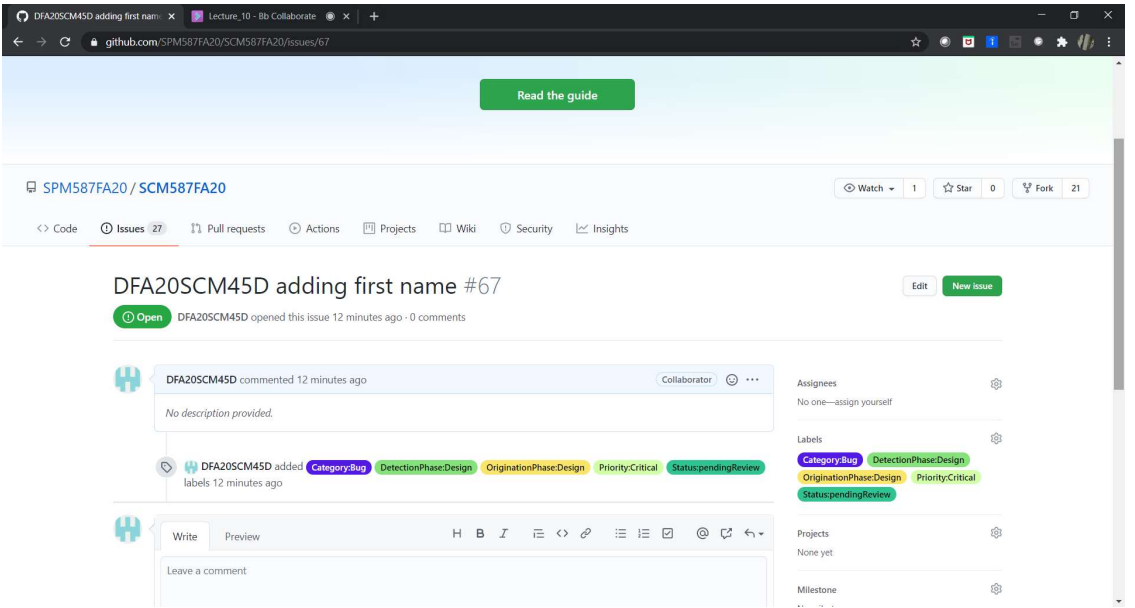 DFA20SCM45D adding first name
Lecture_10 - Bb Collaborate
github.com/SPM587FA20/SCM587FA20/issues/67
Read the guide
SPM587FA20 / SCM587FA20
Watch 1 Star 0 Fork 21
Code Issues 27 Pull requests Actions Projects Wiki Security Insights
DFA20SCM45D adding first name #67
Edit New issue
Open DFA20SCM45D opened this issue 12 minutes ago · 0 comments
DFA20SCM45D commented 12 minutes ago Collaborator
No description provided.
DFA20SCM45D added Category:Bug DetectionPhase:Design OriginationPhase:Design Priority:Critical Status:pendingReview
labels 12 minutes ago
Write Preview H B I
Leave a comment
Assignees
No one—assign yourself
Labels
Category:Bug DetectionPhase:Design
OriginationPhase:Design Priority:Critical
Status:pendingReview
Projects
None yet
Milestone